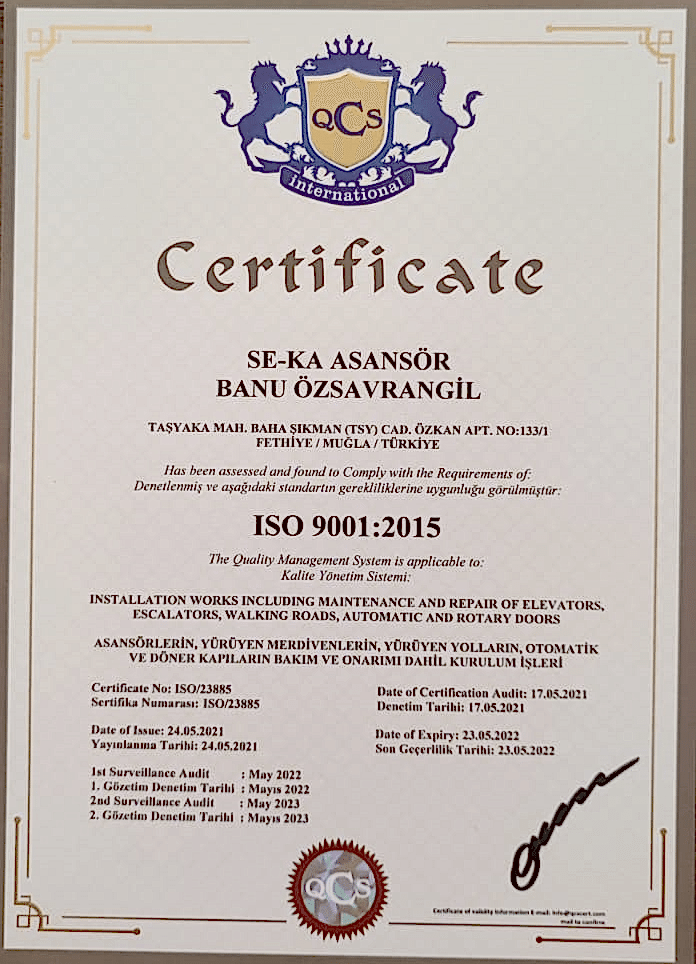 QCS
international
Certificate
SE-KA ASANSÖR
BANU ÖZSAVRANGİL
TAŞYAKA MAH. BAHA ŞIKMAN (TSY) CAD. ÖZKAN APT. NO:133/1
FETHİYE / MUĞLA / TÜRKİYE
Has been assessed and found to Comply with the Requirements of:
Denetlenmiş ve aşağıdaki standartın gerekliliklerine uygunluğu görülmüştür:
ISO 9001:2015
The Quality Management System is applicable to:
Kalite Yönetim Sistemi:
INSTALLATION WORKS INCLUDING MAINTENANCE AND REPAIR OF ELEVATORS,
ESCALATORS, WALKING ROADS, AUTOMATIC AND ROTARY DOORS
ASANSÖRLERİN, YÜRÜYEN MERDİVENLERİN, YÜRÜYEN YOLLARIN, OTOMATİK
VE DÖNER KAPILARIN BAKIM VE ONARIMI DAHİL KURULUM İŞLERİ
Certificate No: ISO/23885
Sertifika Numarası: ISO/23885
Date of Certification Audit: 17.05.2021
Denetim Tarihi: 17.05.2021
Date of Issue: 24.05.2021
Yayınlanma Tarihi: 24.05.2021
Date of Expiry: 23.05.2022
Son Geçerlilik Tarihi: 23.05.2022
1st Surveillance Audit : May 2022
1. Gözetim Denetim Tarihi : Mayıs 2022
2nd Surveillance Audit : May 2023
2. Gözetim Denetim Tarihi : Mayıs 2023
QCS
Certificate of validity information E-mail:
mail to confirm